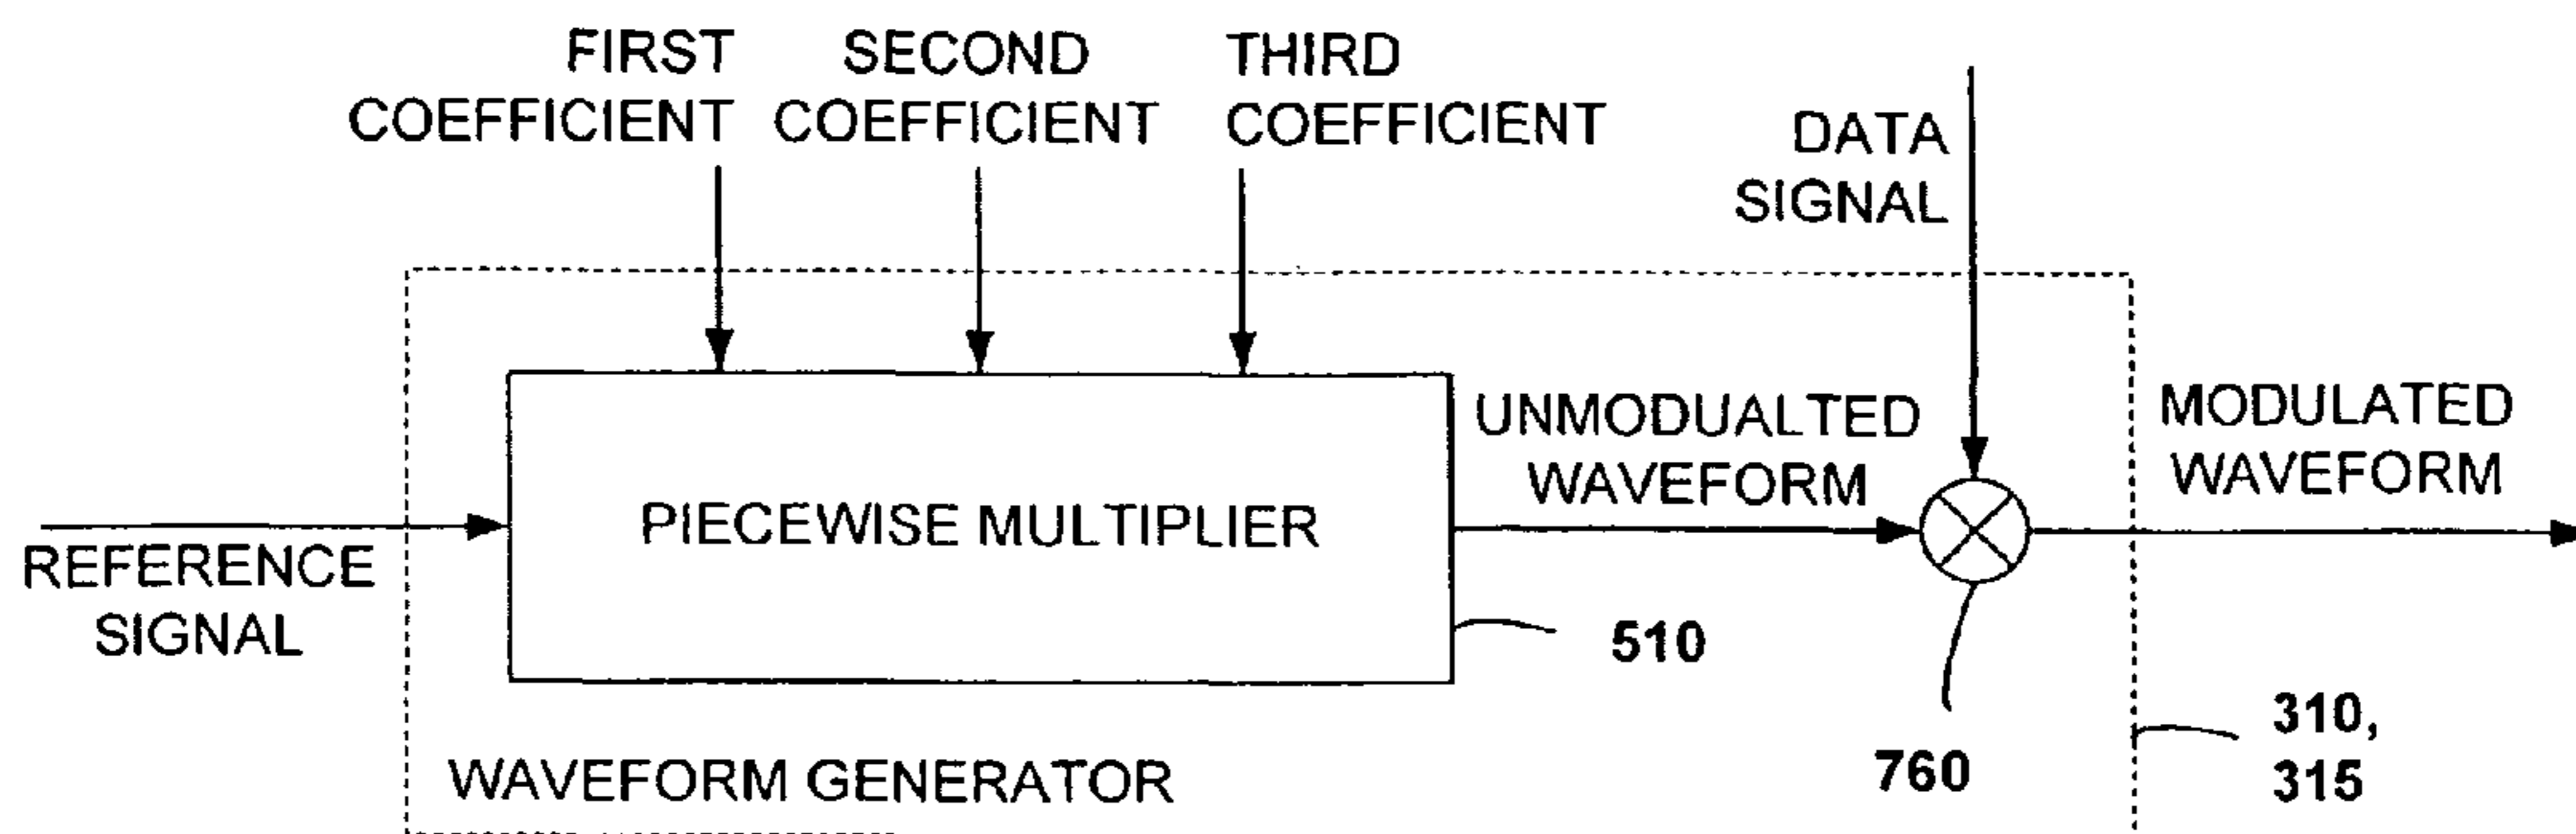 FIRST
COEFFICIENT
SECOND
COEFFICIENT
THIRD
COEFFICIENT
DATA
SIGNAL
UNMODUALTED
WAVEFORM
MODULATED
WAVEFORM
PIECEWISE MULTIPLIER
REFERENCE
SIGNAL
510
760
310,
315
WAVEFORM GENERATOR